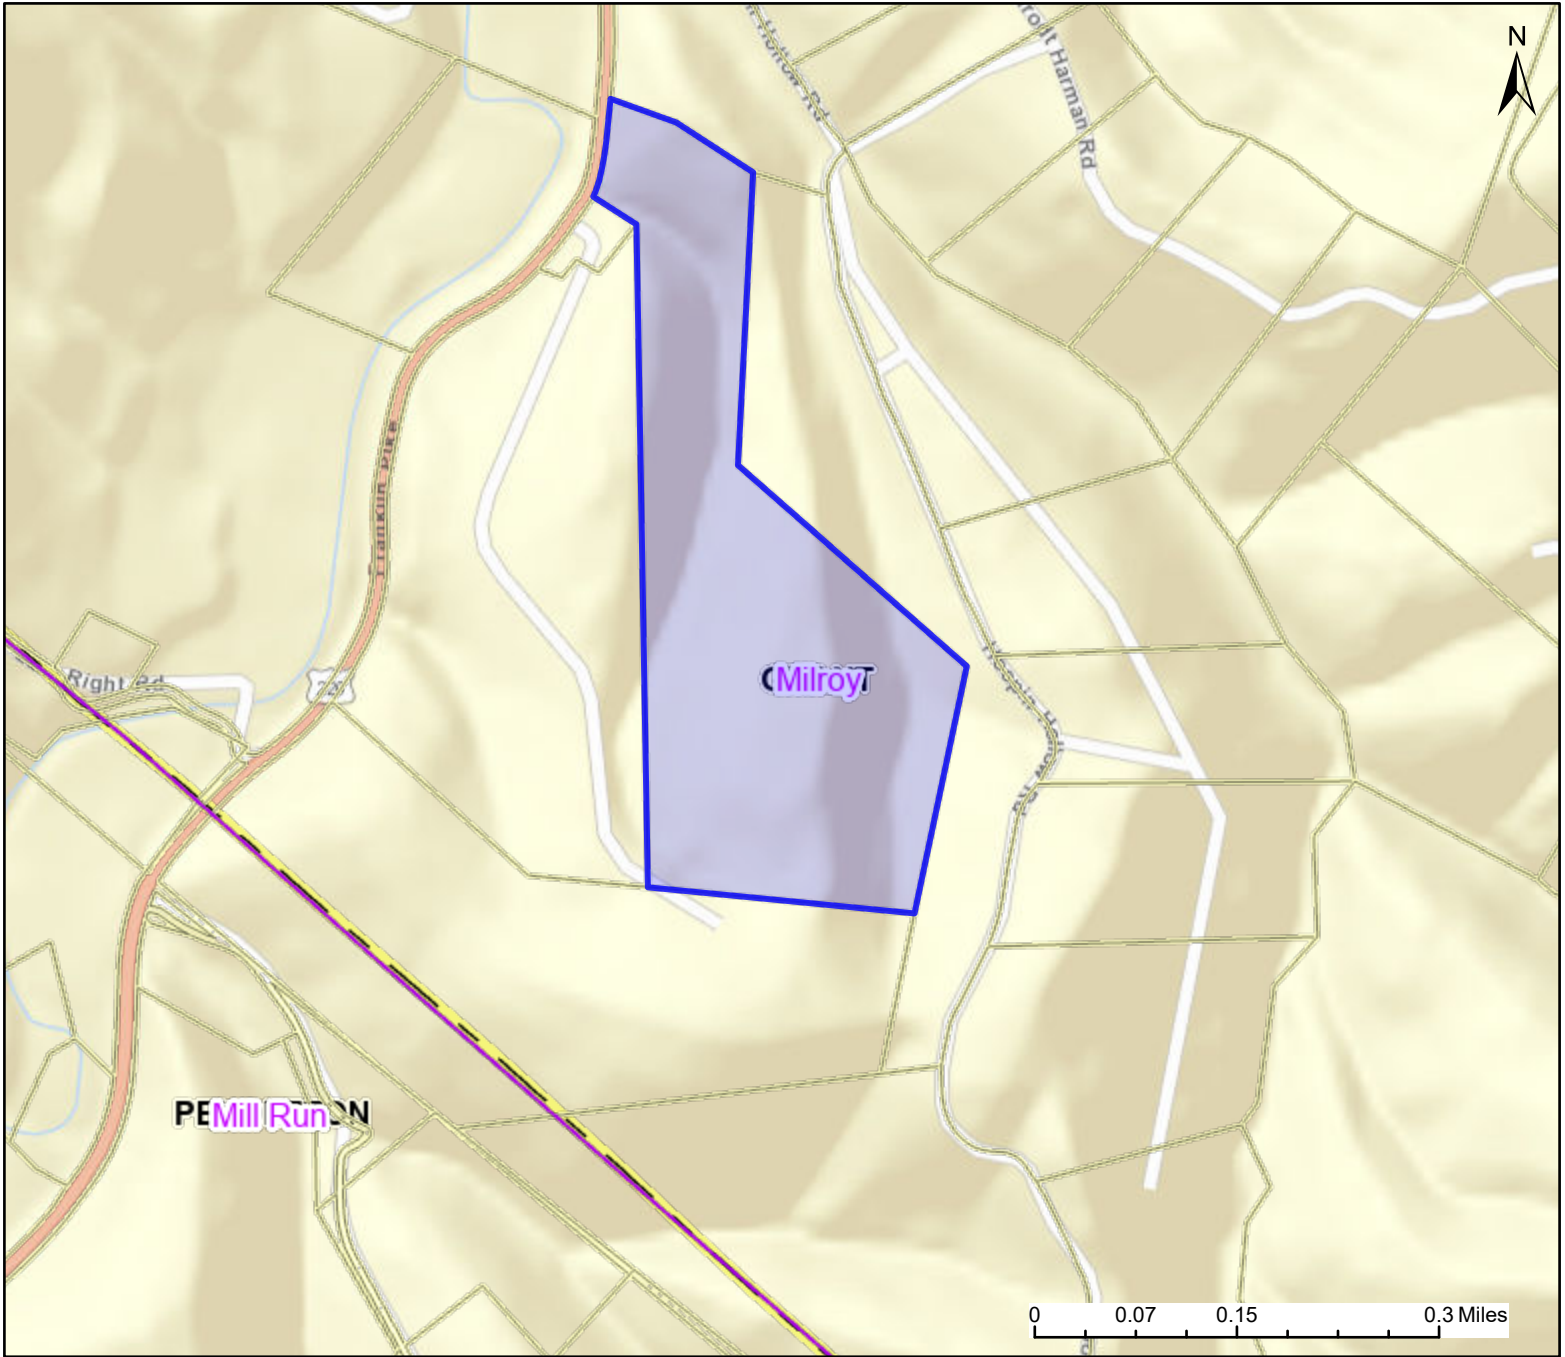 N
Hollow Rd
Harman Rd
Franklin Pike
Right Rd
220
Milroy
Mill Run
0 0.07 0.15 0.3 Miles